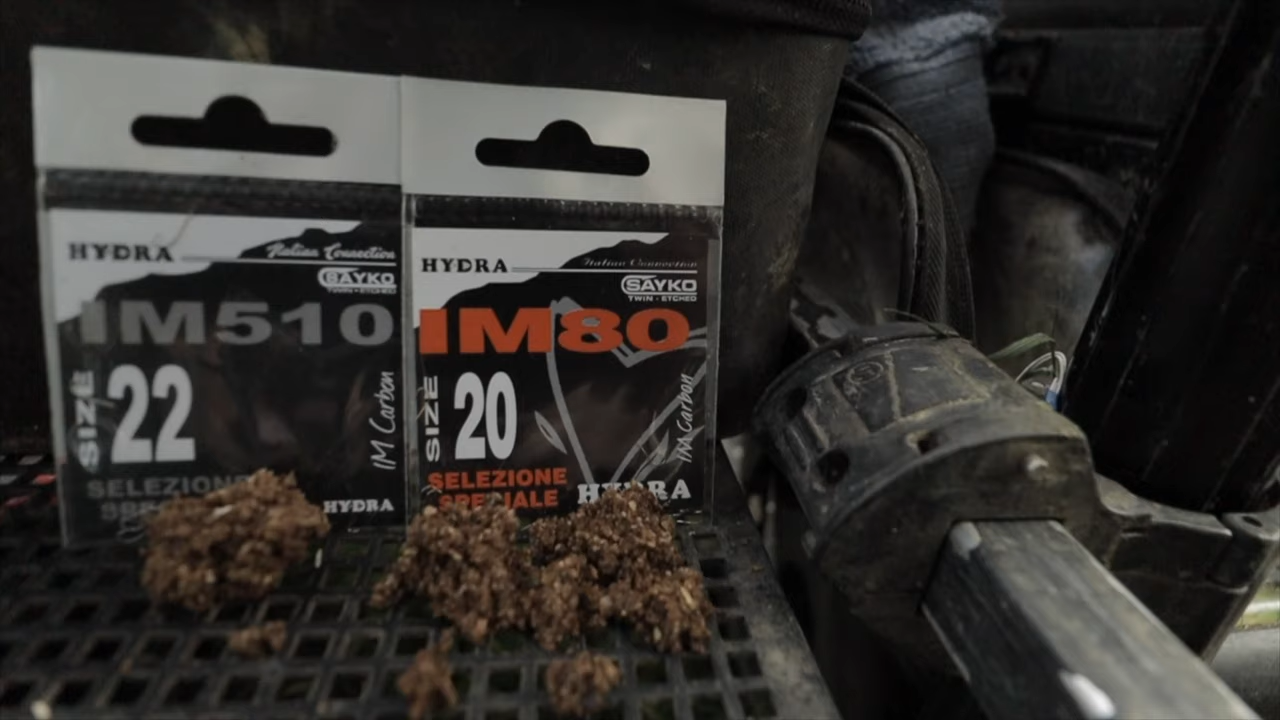 HYDRA Italian Connection
SAYKO
TWIN - ETCHED
IM510
SIZE 22
IM Carbon
SELEZIONE
HYDRA
HYDRA Italian Connection
SAYKO
TWIN - ETCHED
IM80
SIZE 20
IM Carbon
SELEZIONE
SPECIALE
HYDRA